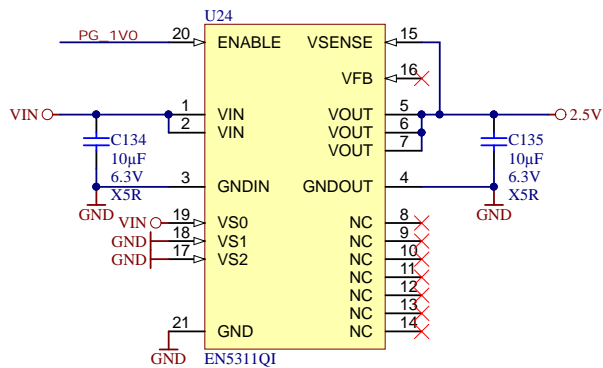 U24
PG_1V0 20 ENABLE VSENSE 15
VFB 16
VIN 1 VIN VOUT 5 2.5V
2 VIN VOUT 6
VOUT 7
C134
10µF
6.3V
X5R
C135
10µF
6.3V
X5R
3 GNDIN GNDOUT 4
GND GND
VIN 19 VS0 NC 8
GND 18 VS1 NC 9
GND 17 VS2 NC 10
NC 11
NC 12
NC 13
21 GND NC 14
GND
EN5311QI